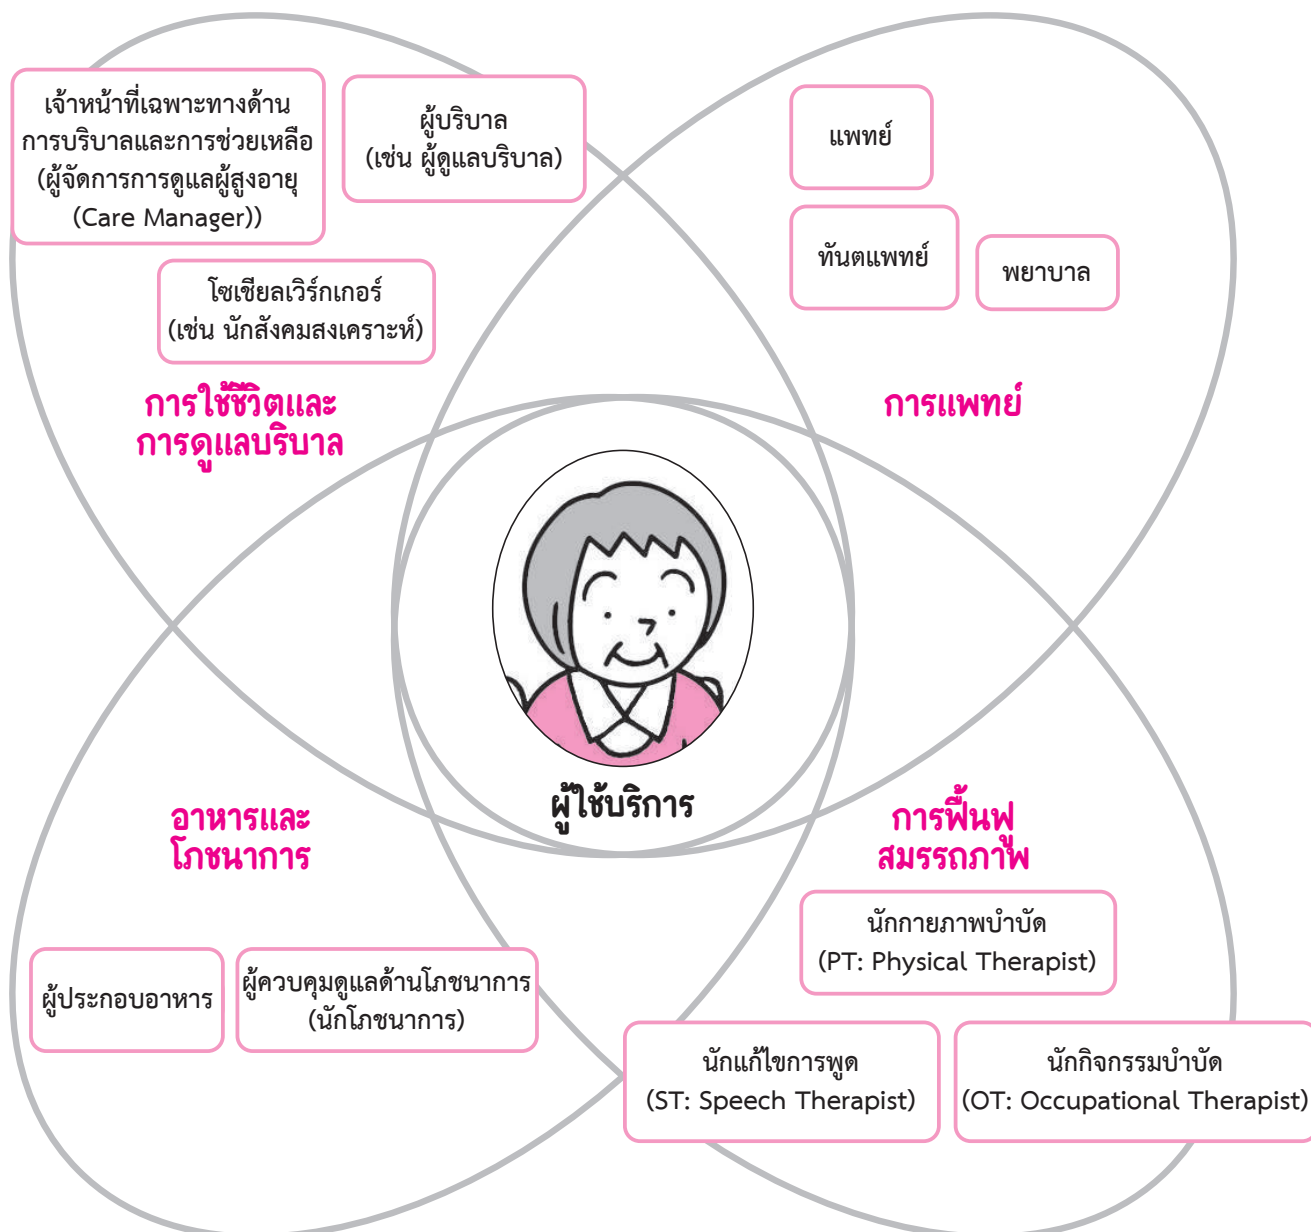 เจ้าหน้าที่เฉพาะทางด้าน
การบริบาลและการช่วยเหลือ
(ผู้จัดการการดูแลผู้สูงอายุ
(Care Manager))
ผู้บริบาล
(เช่น ผู้ดูแลบริบาล)
โซเชียลเวิร์กเกอร์
(เช่น นักสังคมสงเคราะห์)
การใช้ชีวิตและ
การดูแลบริบาล
แพทย์
ทันตแพทย์
พยาบาล
การแพทย์
ผู้ใช้บริการ
อาหารและ
โภชนาการ
ผู้ประกอบอาหาร
ผู้ควบคุมดูแลด้านโภชนาการ
(นักโภชนาการ)
การฟื้นฟู
สมรรถภาพ
นักกายภาพบำบัด
(PT: Physical Therapist)
นักแก้ไขการพูด
(ST: Speech Therapist)
นักกิจกรรมบำบัด
(OT: Occupational Therapist)